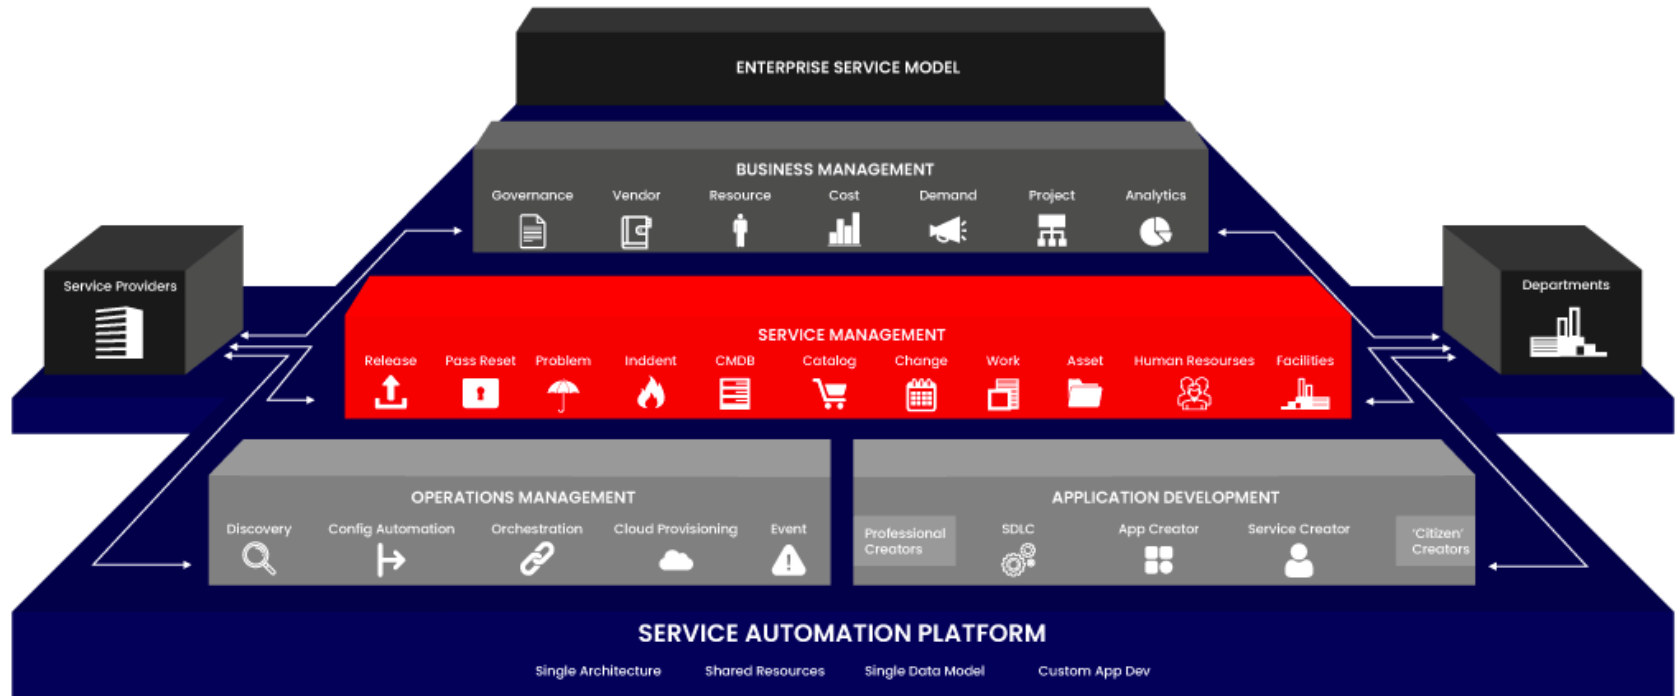 ENTERPRISE SERVICE MODEL
BUSINESS MANAGEMENT
Governance Vendor Resource Cost Demand Project Analytics
Service Providers
Departments
SERVICE MANAGEMENT
Release Pass Reset Problem Inddent CMDB Catalog Change Work Asset Human Resourses Facilities
OPERATIONS MANAGEMENT
Discovery Config Automation Orchestration Cloud Provisioning Event
APPLICATION DEVELOPMENT
Professional
Creators
SDLC App Creator Service Creator
'Citizen'
Creators
SERVICE AUTOMATION PLATFORM
Single Architecture Shared Resources Single Data Model Custom App Dev